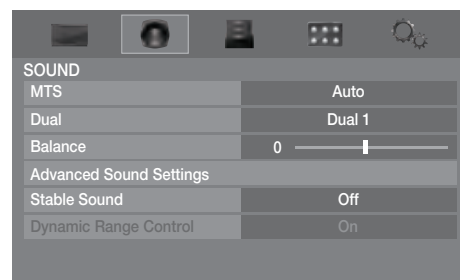 SOUND
MTS Auto
Dual Dual 1
Balance 0
Advanced Sound Settings
Stable Sound Off
Dynamic Range Control On